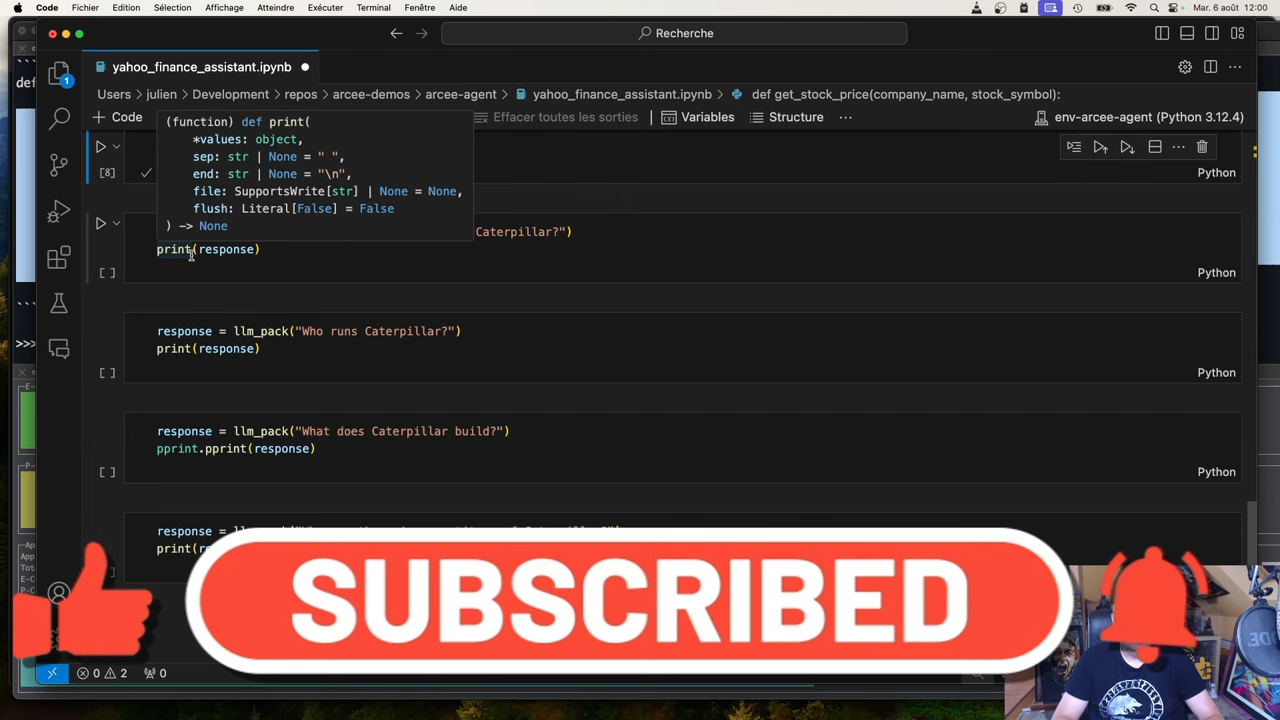 Code Fichier Edition Sélection Affichage Atteindre Exécuter Terminal Fenêtre Aide Mar. 6 août 12:00
Recherche
yahoo_finance_assistant.ipynb
1
Users julien Development repos arcee-demos arcee-agent yahoo_finance_assistant.ipynb def get_stock_price(company_name, stock_symbol):
Code Effacer toutes les sorties Variables Structure ··· env-arcee-agent (Python 3.12.4)
(function) def print(
*values: object,
sep: str | None = " ",
end: str | None = "\n",
file: SupportsWrite[str] | None = None,
flush: Literal[False] = False
) -> None
[8]
Python
Caterpillar?")
print(response)
[ ]
Python
response = llm_pack("Who runs Caterpillar?")
print(response)
[ ]
Python
response = llm_pack("What does Caterpillar build?")
pprint.pprint(response)
[ ]
Python
response =
SUBSCRIBED
0 2 0
>>>